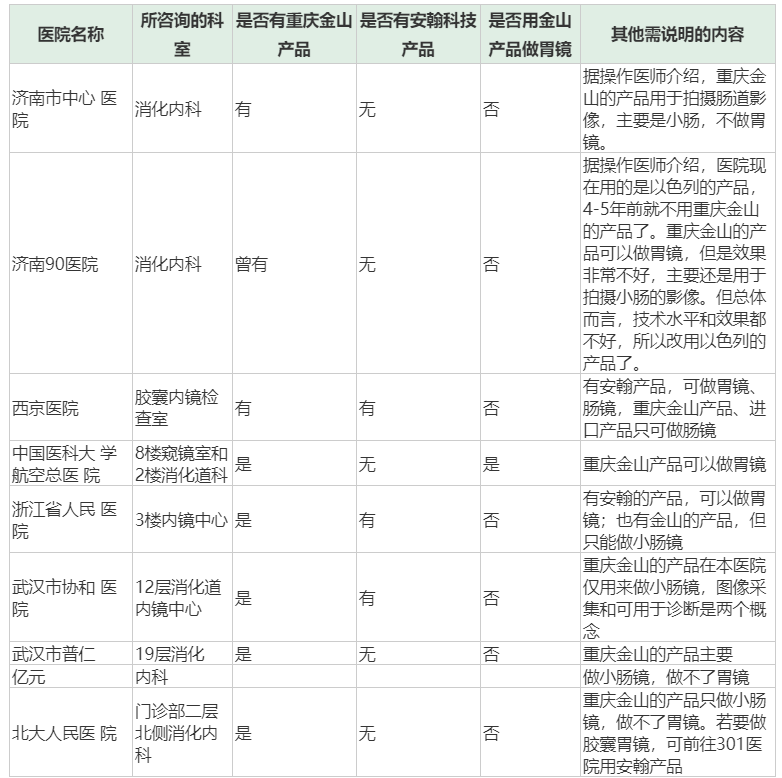 医院名称
所咨询的科
室
是否有重庆金山
产品
是否有安翰科技
产品
是否用金山
产品做胃镜
其他需说明的内容
济南市中心 医
院
消化内科
有
无
否
据操作医师介绍，重庆金
山的产品用于拍摄肠道影
像，主要是小肠，不做胃
镜。
济南90医院
消化内科
曾有
无
否
据操作医师介绍，医院现
在用的是以色列的产品，
4-5年前就不用重庆金山
的产品了。重庆金山的产
品可以做胃镜，但是效果
非常不好，主要还是用于
拍摄小肠的影像。但总体
而言，技术水平和效果都
不好，所以改用以色列的
产品了。
西京医院
胶囊内镜检
查室
有
有
否
有安翰产品，可做胃镜、
肠镜，重庆金山产品、进
口产品只可做肠镜
中国医科大 学
航空总医 院
8楼窥镜室和
2楼消化道科
是
无
是
重庆金山产品可以做胃镜
浙江省人民 医
院
3楼内镜中心
是
有
否
有安翰的产品，可以做胃
镜；也有金山的产品，但
只能做小肠镜
武汉市协和 医
院
12层消化道
内镜中心
是
有
否
重庆金山的产品在本医院
仅用来做小肠镜，图像采
集和可用于诊断是两个概
念
武汉市普仁
19层消化
是
无
否
重庆金山的产品主要
亿元
内科
做小肠镜，做不了胃镜
北大人民医 院
门诊部二层
北侧消化内
科
是
无
否
重庆金山的产品只做小肠
镜，做不了胃镜。若要做
胶囊胃镜，可前往301医
院用安翰产品